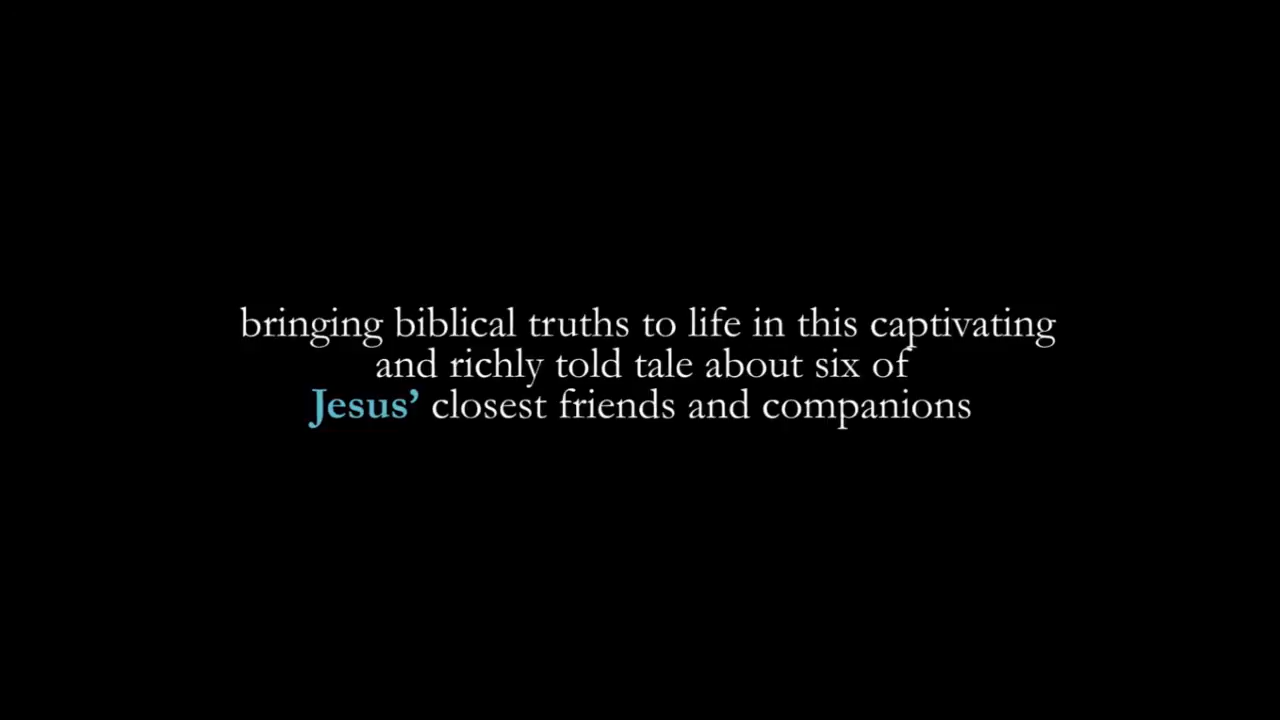 bringing biblical truths to life in this captivating
and richly told tale about six of
Jesus’ closest friends and companions